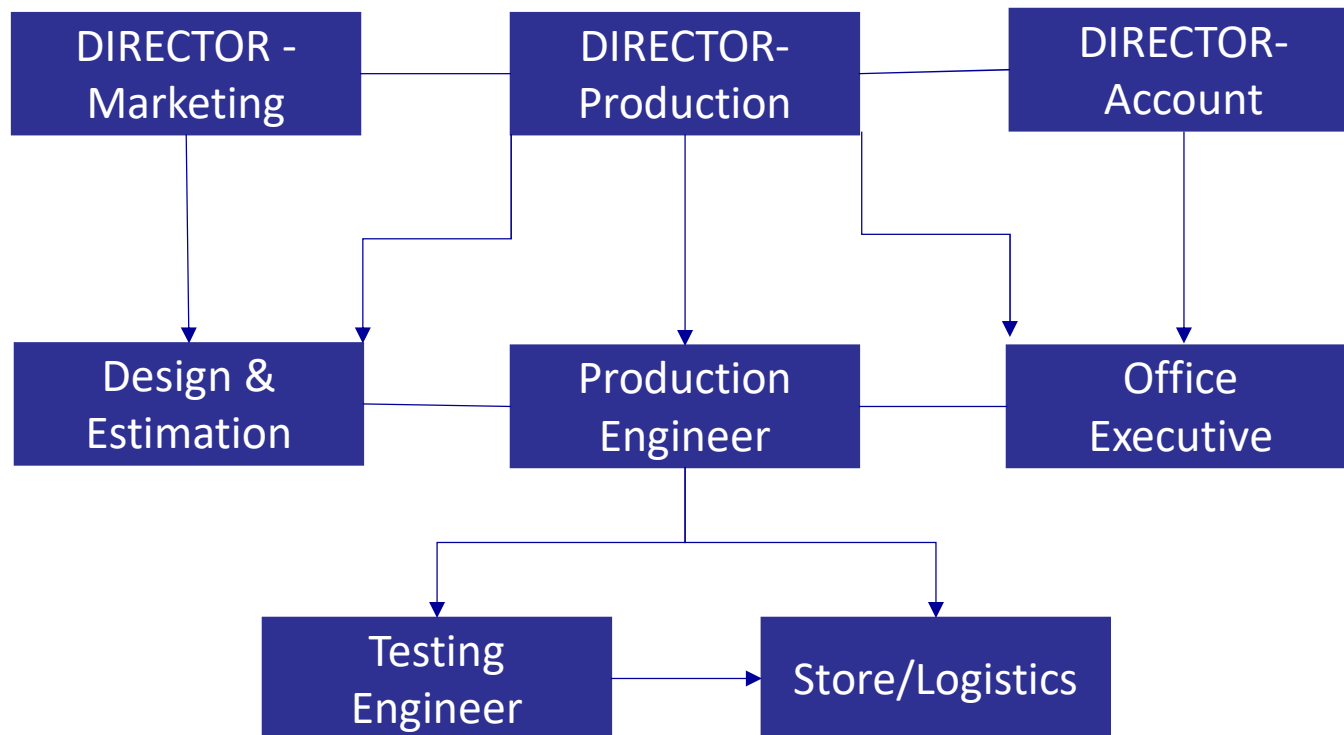 DIRECTOR -
Marketing
DIRECTOR-
Production
DIRECTOR-
Account
Design &
Estimation
Production
Engineer
Office
Executive
Testing
Engineer
Store/Logistics